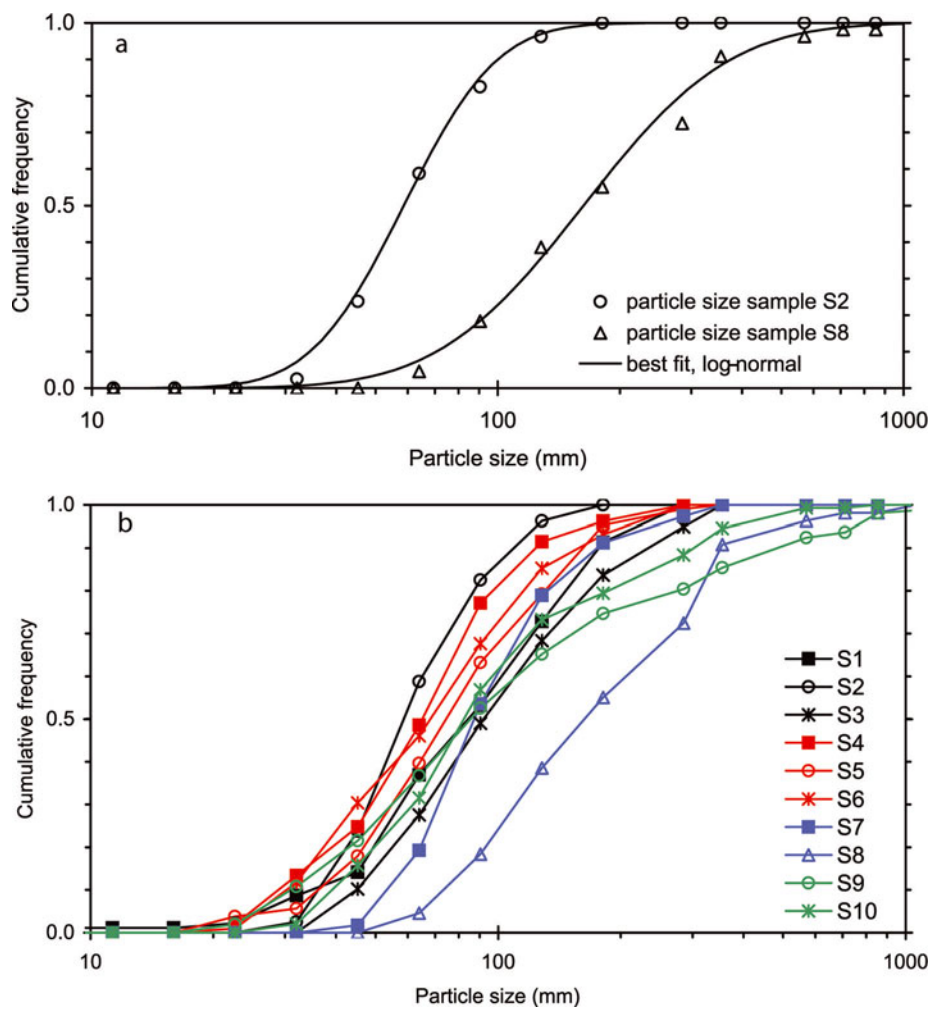 a
1.0
0.5
0.0
Cumulative frequency
particle size sample S2
particle size sample S8
best fit, log-normal
10
100
1000
Particle size (mm)
b
1.0
0.5
0.0
Cumulative frequency
S1
S2
S3
S4
S5
S6
S7
S8
S9
S10
10
100
1000
Particle size (mm)